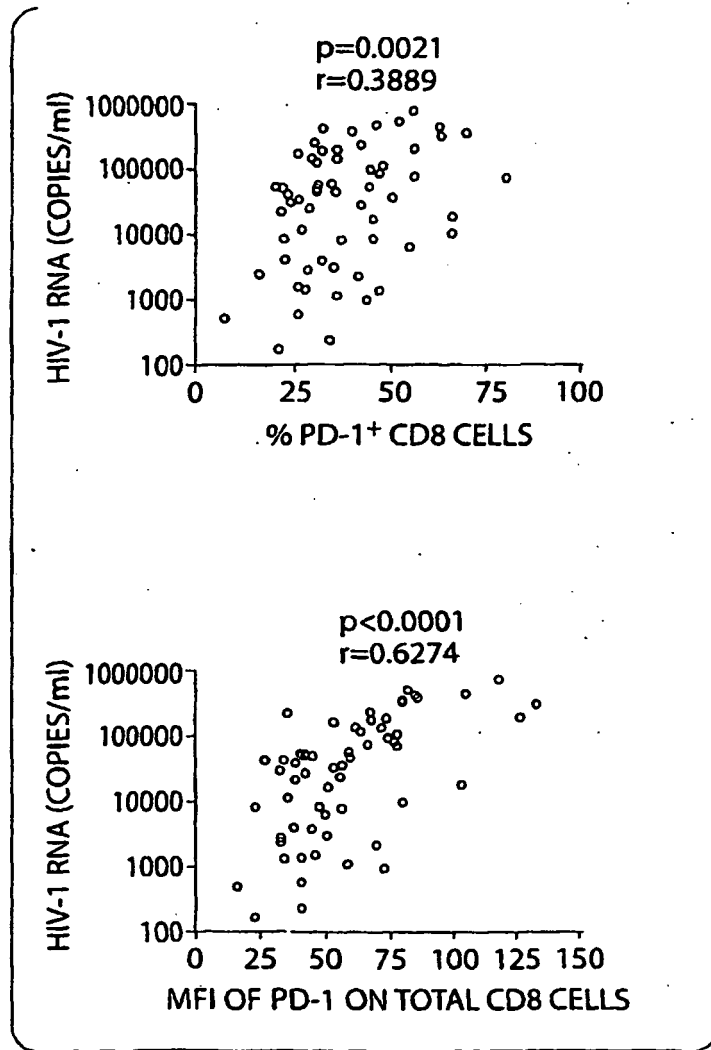 p=0.0021
r=0.3889
HIV-1 RNA (COPIES/ml)
1000000
100000
10000
1000
100
0 25 50 75 100
% PD-1+ CD8 CELLS
p<0.0001
r=0.6274
HIV-1 RNA (COPIES/ml)
1000000
100000
10000
1000
100
0 25 50 75 100 125 150
MFI OF PD-1 ON TOTAL CD8 CELLS